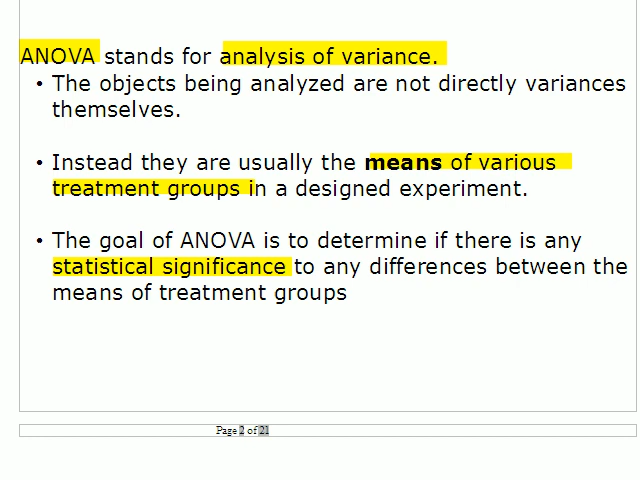 ANOVA stands for analysis of variance.
• The objects being analyzed are not directly variances
themselves.
• Instead they are usually the means of various
treatment groups in a designed experiment.
• The goal of ANOVA is to determine if there is any
statistical significance to any differences between the
means of treatment groups
Page 2 of 21